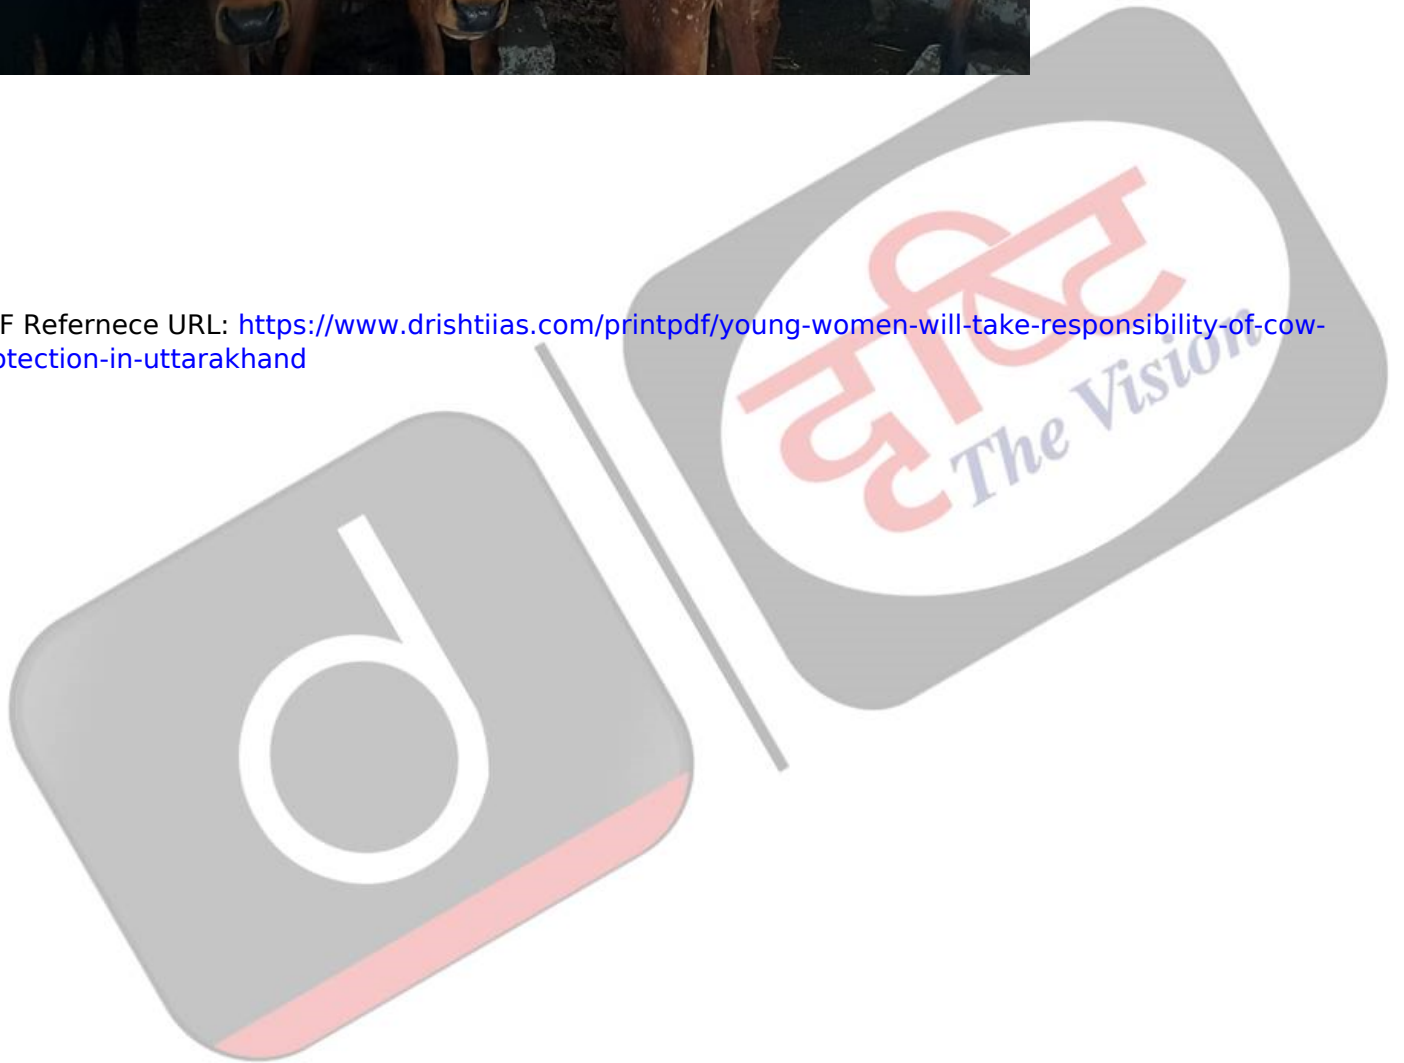 F Refernece URL: https://www.drishtiias.com/printpdf/young-women-will-take-responsibility-of-cow-
otection-in-uttarakhand
दृष्टि
The Vision
d